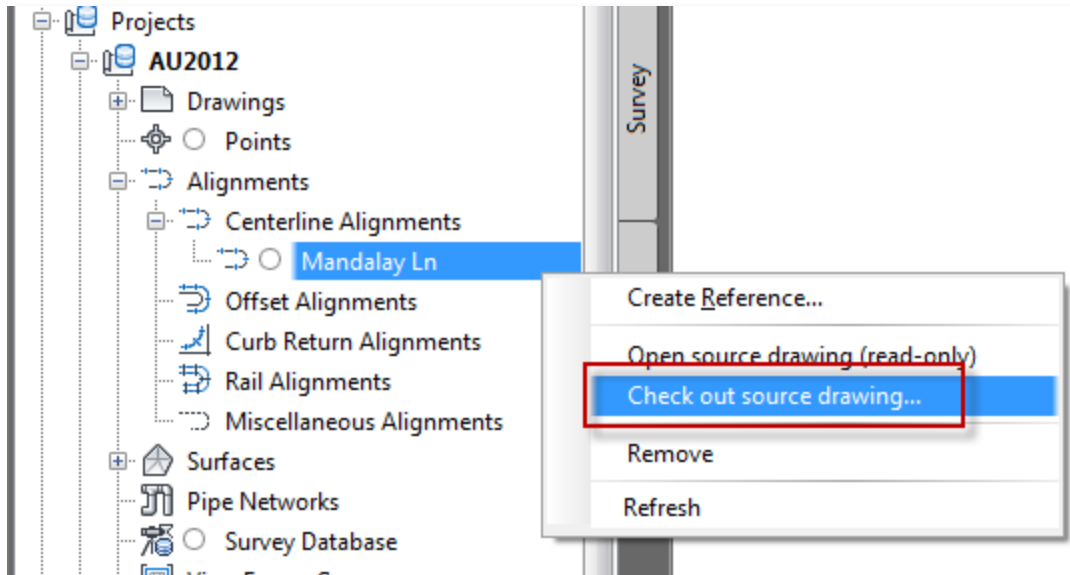 Projects
AU2012
Drawings
Points
Alignments
Centerline Alignments
Mandalay Ln
Offset Alignments
Curb Return Alignments
Rail Alignments
Miscellaneous Alignments
Surfaces
Pipe Networks
Survey Database
Survey
Create Reference...
Open source drawing (read-only)
Check out source drawing...
Remove
Refresh